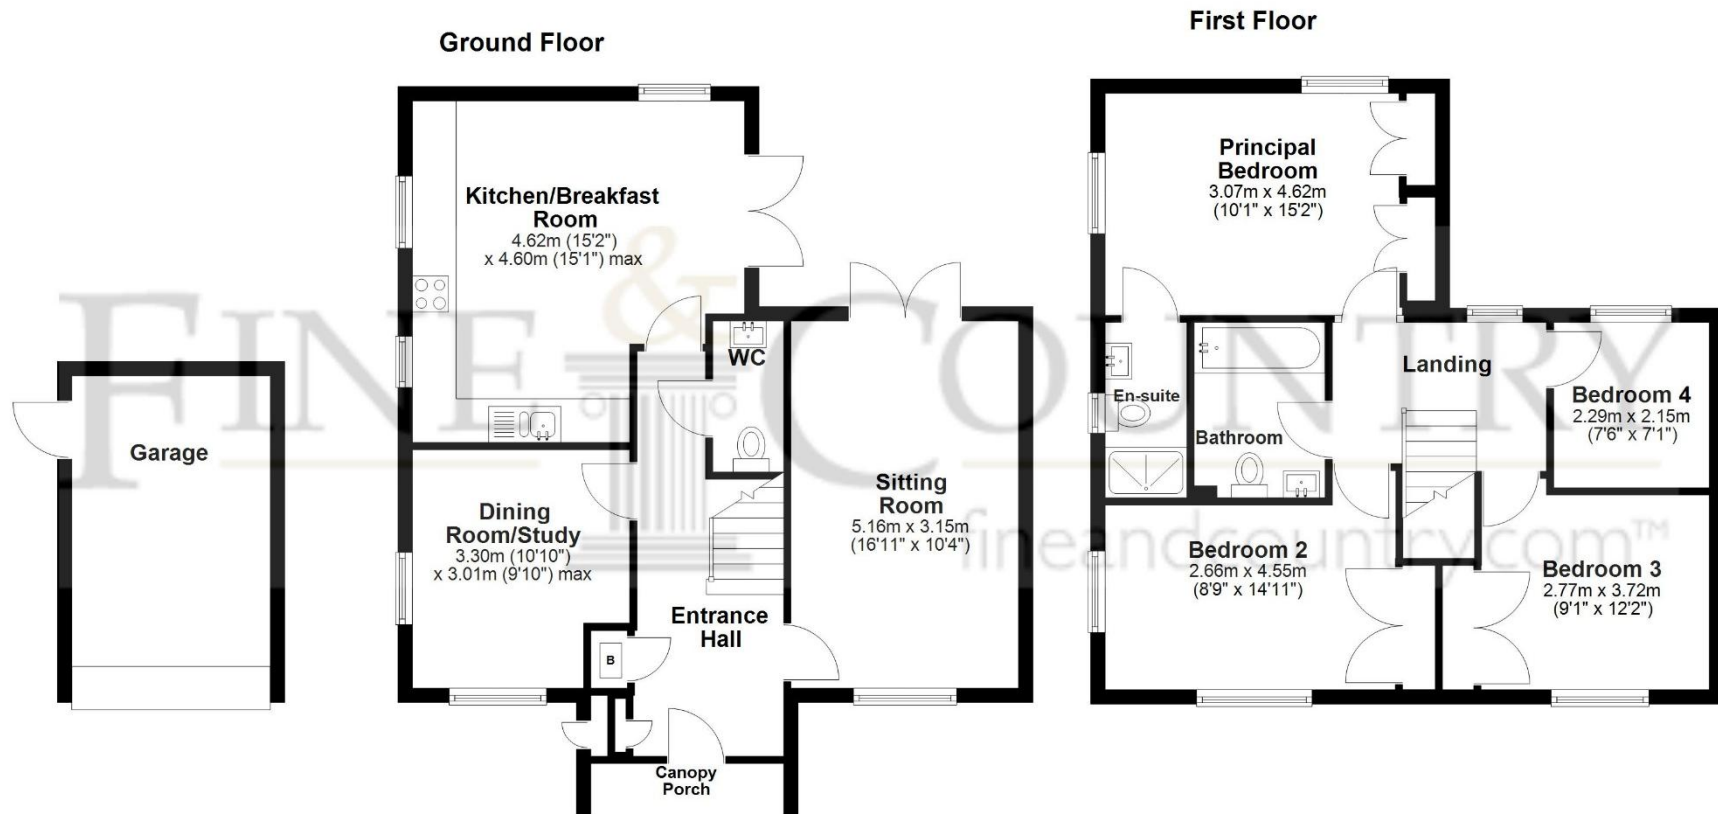 Ground Floor
First Floor
Kitchen/Breakfast
Room
4.62m (15'2")
x 4.60m (15'1") max
Principal
Bedroom
3.07m x 4.62m
(10'1" x 15'2")
FINE & COUNTRY
fineandcountry.com™
Garage
WC
Dining
Room/Study
3.30m (10'10")
x 3.01m (9'10") max
Sitting
Room
5.16m x 3.15m
(16'11" x 10'4")
Entrance
Hall
B
Canopy
Porch
En-suite
Bathroom
Landing
Bedroom 4
2.29m x 2.15m
(7'6" x 7'1")
Bedroom 2
2.66m x 4.55m
(8'9" x 14'11")
Bedroom 3
2.77m x 3.72m
(9'1" x 12'2")